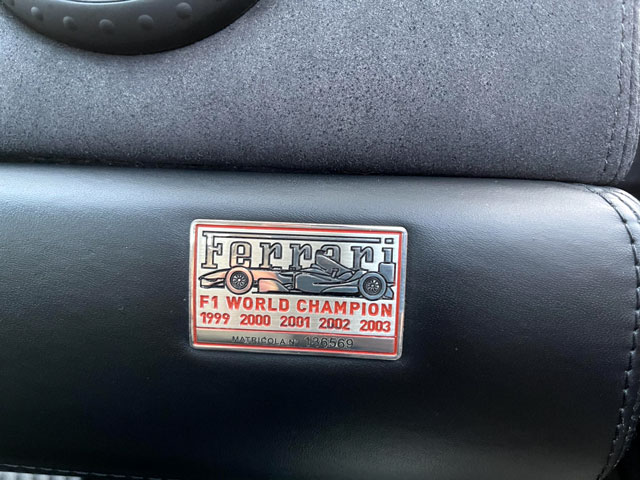 Ferrari
F1 WORLD CHAMPION
1999 2000 2001 2002 2003
MATRICOLA N. 136569